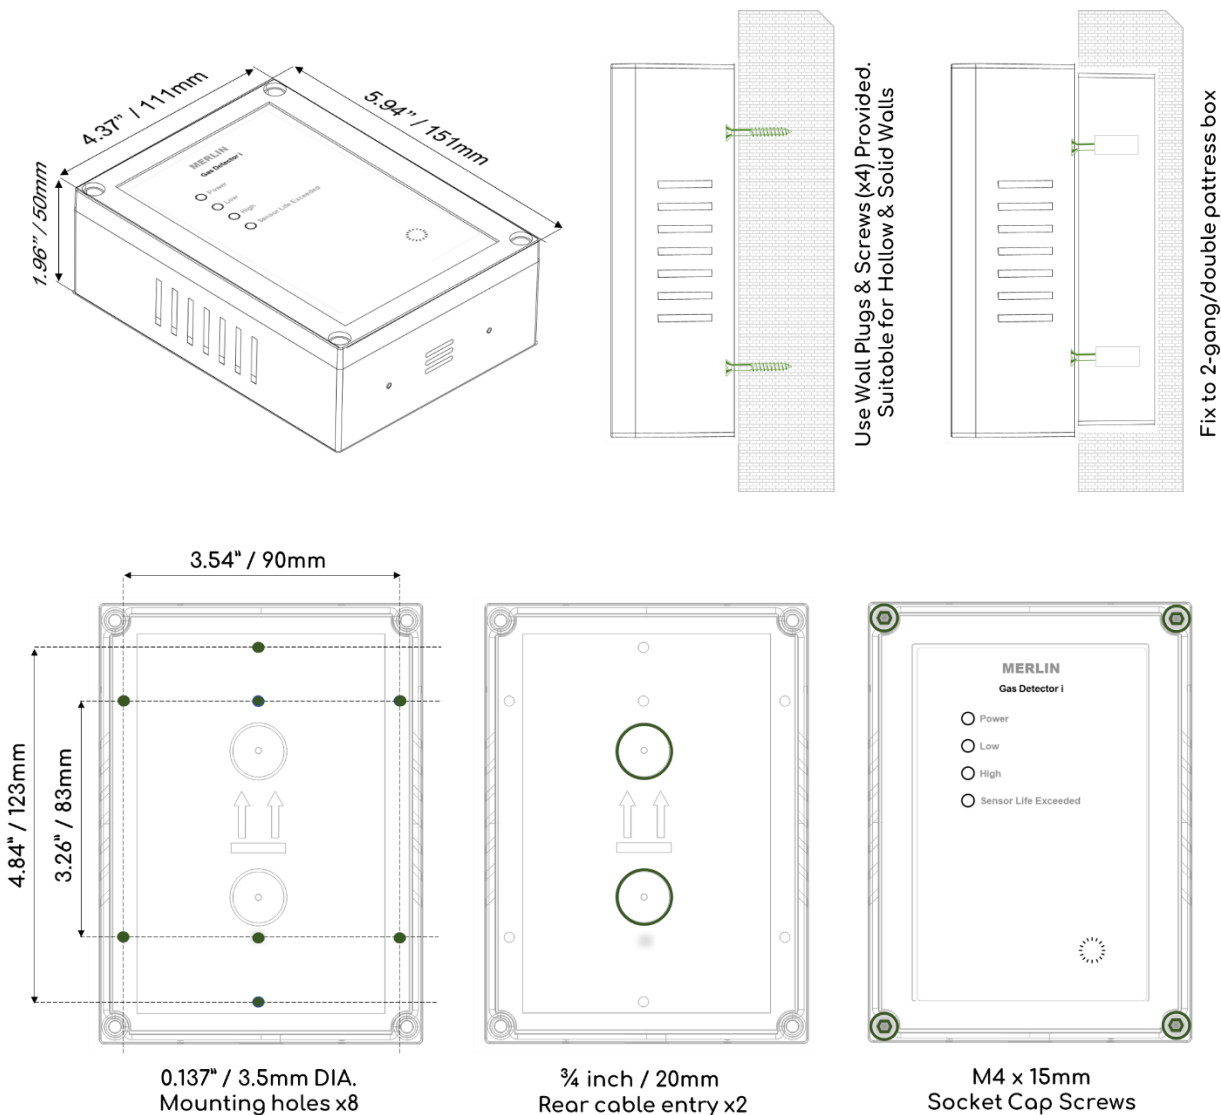 4.37" / 111mm
5.94" / 151mm
1.96" / 50mm
MERLIN
Gas Detector i
Power
Low
High
Sensor Life Exceeded
Use Wall Plugs & Screws (x4) Provided.
Suitable for Hollow & Solid Walls
Fix to 2-gang/double pattress box
3.54" / 90mm
4.84" / 123mm
3.26" / 83mm
0.137" / 3.5mm DIA.
Mounting holes x8
¾ inch / 20mm
Rear cable entry x2
MERLIN
Gas Detector i
Power
Low
High
Sensor Life Exceeded
M4 x 15mm
Socket Cap Screws